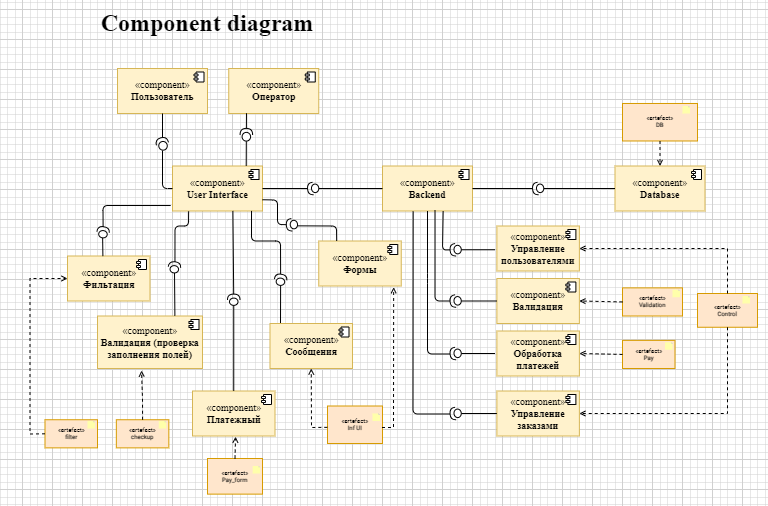 Component diagram
«component»
Пользователь
«component»
Оператор
«artefact»
DB
«component»
User Interface
«component»
Backend
«component»
Database
«component»
Управление
пользователями
«component»
Формы
«component»
Фильтация
«component»
Валидация
«artefact»
Validation
«artefact»
Control
«component»
Валидация (проверка
заполнения полей)
«component»
Сообщения
«component»
Обработка
платежей
«artefact»
Pay
«component»
Платежный
«component»
Управление
заказами
«artefact»
filter
«artefact»
checkup
«artefact»
InFUI
«artefact»
Pay_form